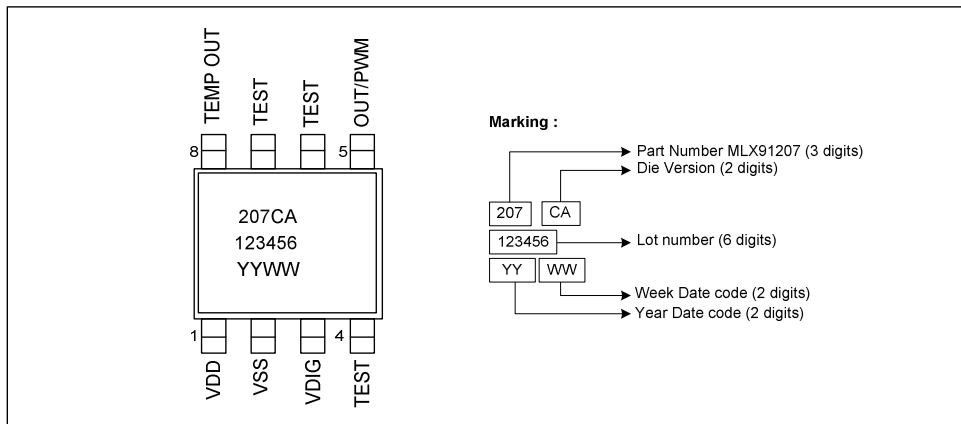 TEMP OUT
TEST
TEST
OUT/PWM
8
5
207CA
123456
YYWW
1
4
VDD
VSS
VDIG
TEST
Marking :
Part Number MLX91207 (3 digits)
Die Version (2 digits)
207 CA
123456
Lot number (6 digits)
YY WW
Week Date code (2 digits)
Year Date code (2 digits)